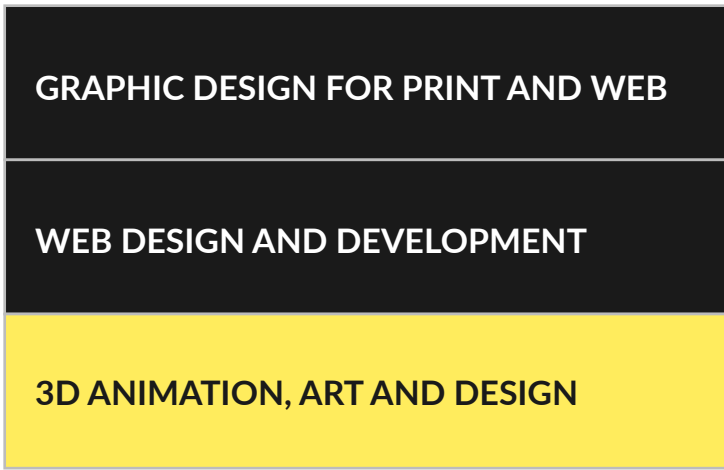 GRAPHIC DESIGN FOR PRINT AND WEB
WEB DESIGN AND DEVELOPMENT
3D ANIMATION, ART AND DESIGN